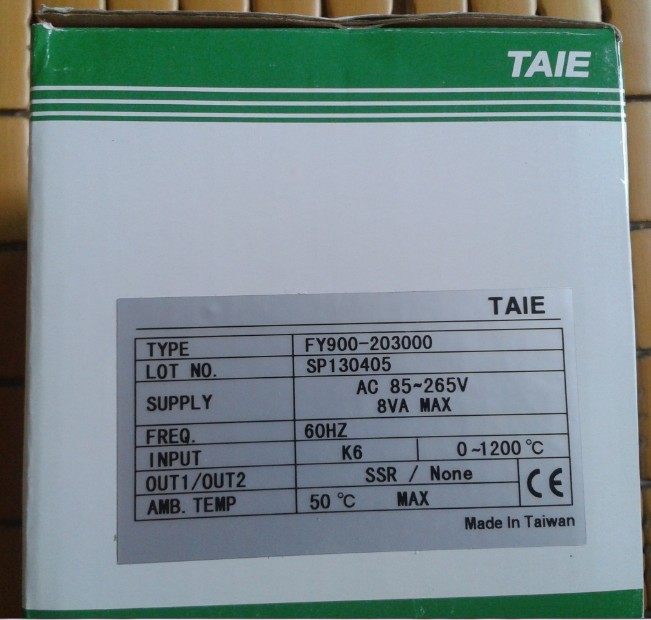 TAIE
TAIE
TYPE FY900-203000
LOT NO. SP130405
SUPPLY AC 85~265V
8VA MAX
FREQ. 60HZ
INPUT K6 0~1200 °C
OUT1/OUT2 SSR / None
AMB. TEMP 50 °C MAX
CE
Made In Taiwan